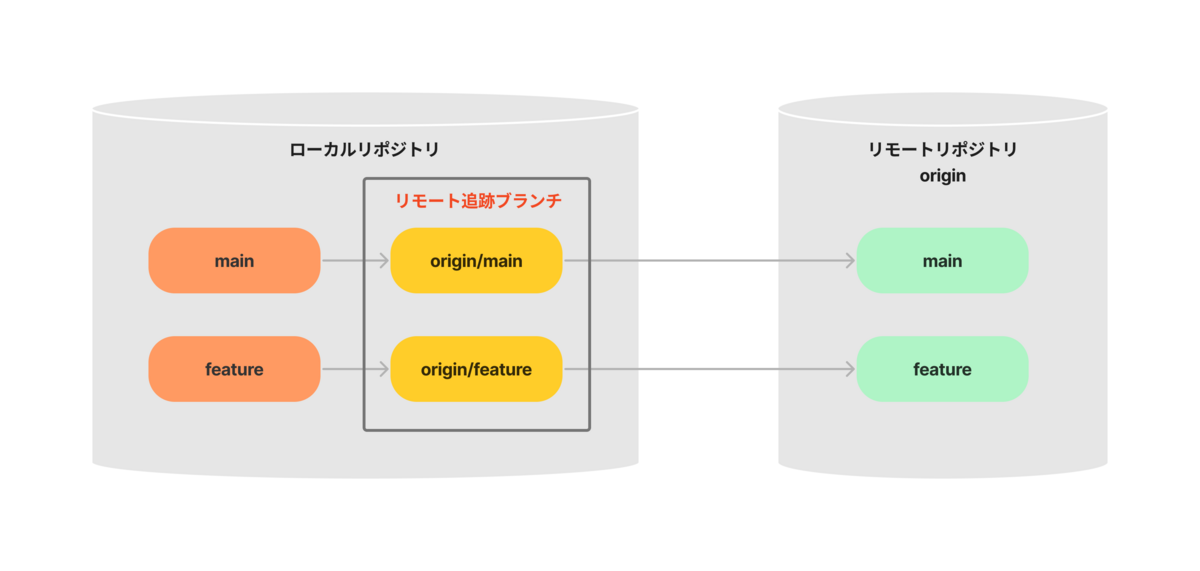 ローカルリポジトリ
リモート追跡ブランチ
main
origin/main
feature
origin/feature
リモートリポジトリ
origin
main
feature